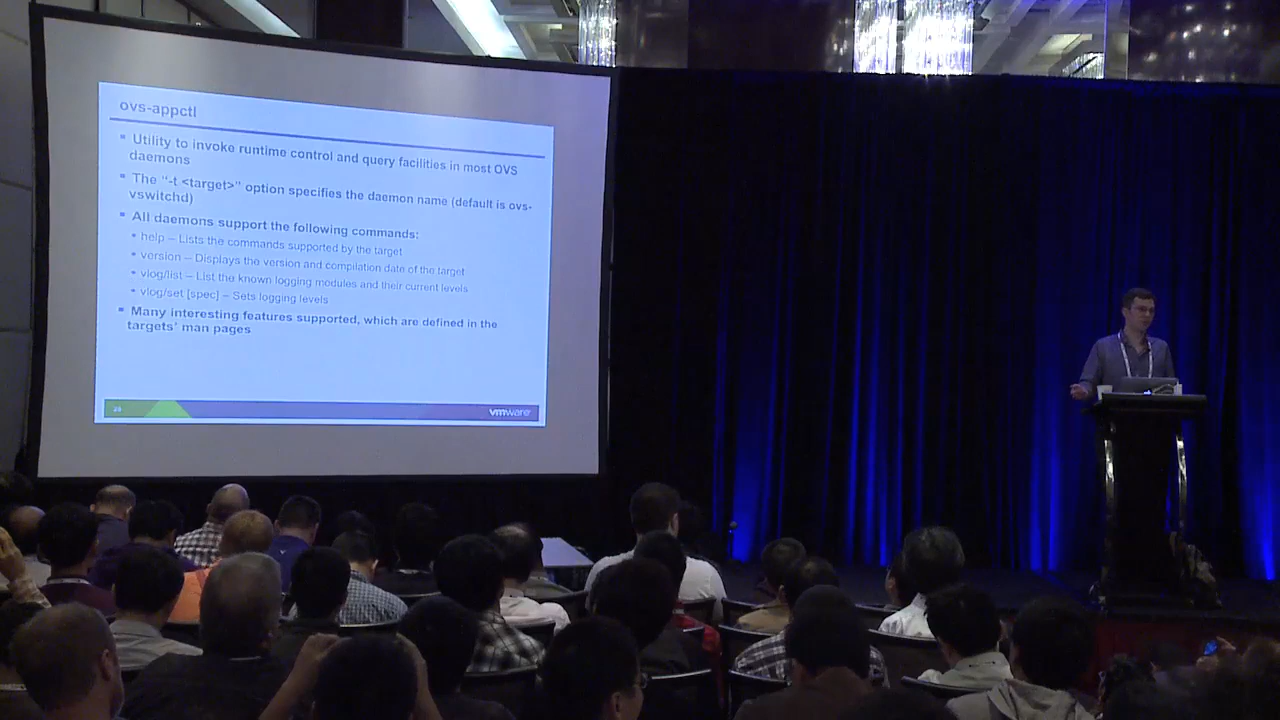 ovs-appctl
▪ Utility to invoke runtime control and query facilities in most OVS
daemons
▪ The "-t <target>" option specifies the daemon name (default is ovs-
vswitchd)
▪ All daemons support the following commands:
• help – Lists the commands supported by the target
• version – Displays the version and compilation date of the target
• vlog/list – List the known logging modules and their current levels
• vlog/set [spec] – Sets logging levels
▪ Many interesting features supported, which are defined in the
targets' man pages
vmware